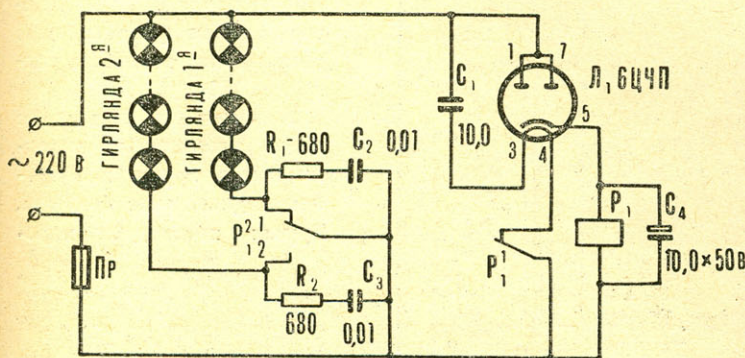 ГИРЛЯНДА 2Я
ГИРЛЯНДА 1Я
~ 220 В
Пр
R1-680
C2 0,01
P1 2.1
2
R2
680
C3
0,01
C1
10,0
1 7
Л1 6Ц4П
3 4 5
P1 1
P1
C4
10,0×50В